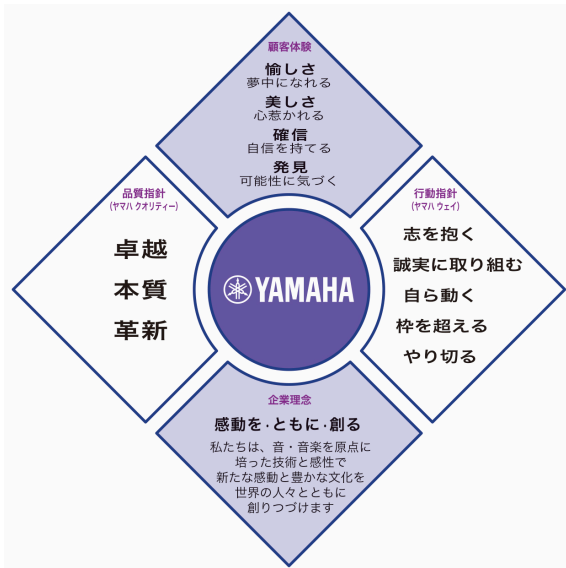 顧客体験
愉しさ
夢中になれる
美しさ
心惹かれる
確信
自信を持てる
発見
可能性に気づく
品質指針
(ヤマハ クオリティー)
卓越
本質
革新
YAMAHA
行動指針
(ヤマハ ウェイ)
志を抱く
誠実に取り組む
自ら動く
枠を超える
やり切る
企業理念
感動を・ともに・創る
私たちは、音・音楽を原点に
培った技術と感性で
新たな感動と豊かな文化を
世界の人々とともに
創りつづけます